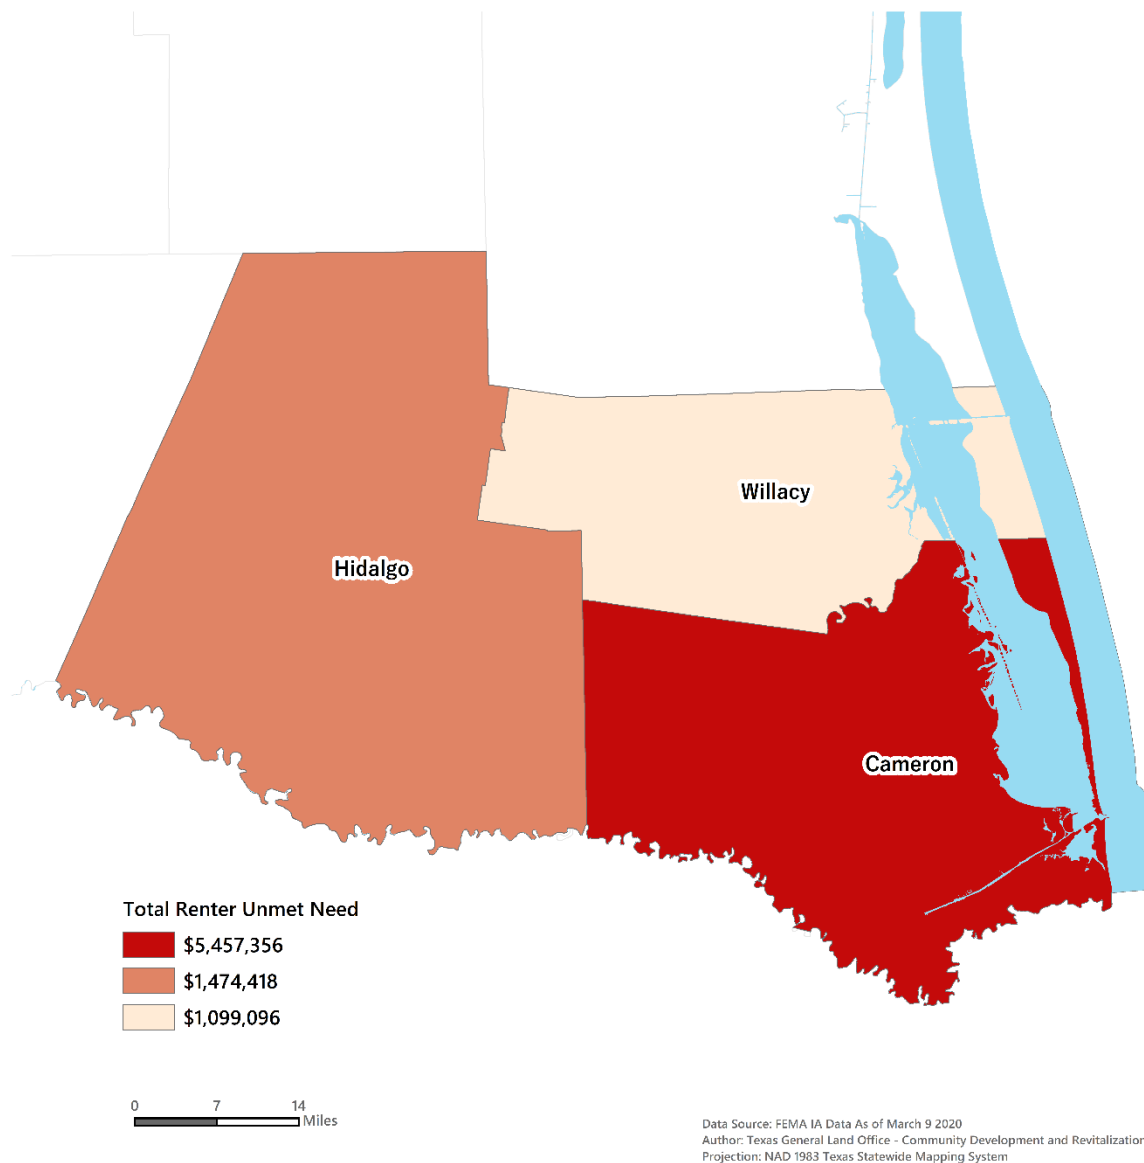 Willacy
Hidalgo
Cameron
Total Renter Unmet Need
$5,457,356
$1,474,418
$1,099,096
0 7 14
Miles
Data Source: FEMA IA Data As of March 9 2020
Author: Texas General Land Office - Community Development and Revitalization
Projection: NAD 1983 Texas Statewide Mapping System